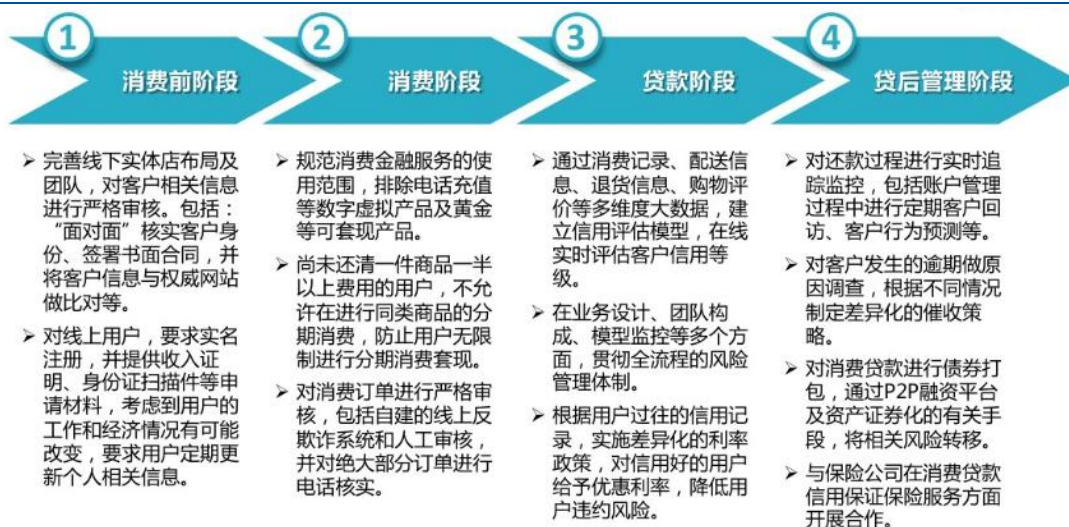 1
消费前阶段
➢ 完善线下实体店布局及
团队，对客户相关信息
进行严格审核。包括：
“面对面”核实客户身
份、签署书面合同，并
将客户信息与权威网站
做比对等。
➢ 对线上用户，要求实名
注册，并提供收入证
明、身份证扫描件等申
请材料，考虑到用户的
工作和经济情况有可能
改变，要求用户定期更
新个人相关信息。
2
消费阶段
➢ 规范消费金融服务的使
用范围，排除电话充值
等数字虚拟产品及黄金
等可套现产品。
➢ 尚未还清一件商品一半
以上费用的用户，不允
许在进行同类商品的分
期消费，防止用户无限
制进行分期消费套现。
➢ 对消费订单进行严格审
核，包括自建的线上反
欺诈系统和人工审核，
并对绝大部分订单进行
电话核实。
3
贷款阶段
➢ 通过消费记录、配送信
息、退货信息、购物评
价等多维度大数据，建
立信用评估模型，在线
实时评估客户信用等
级。
➢ 在业务设计、团队构
成、模型监控等多个方
面，贯彻全流程的风险
管理体制。
➢ 根据用户过往的信用记
录，实施差异化的利率
政策，对信用好的用户
给予优惠利率，降低用
户违约风险。
4
贷后管理阶段
➢ 对还款过程进行实时追
踪监控，包括账户管理
过程中进行定期客户回
访、客户行为预测等。
➢ 对客户发生的逾期做原
因调查，根据不同情况
制定差异化的催收策
略。
➢ 对消费贷款进行债券打
包，通过P2P融资平台
及资产证券化的有关手
段，将相关风险转移。
➢ 与保险公司在消费贷款
信用保证保险服务方面
开展合作。